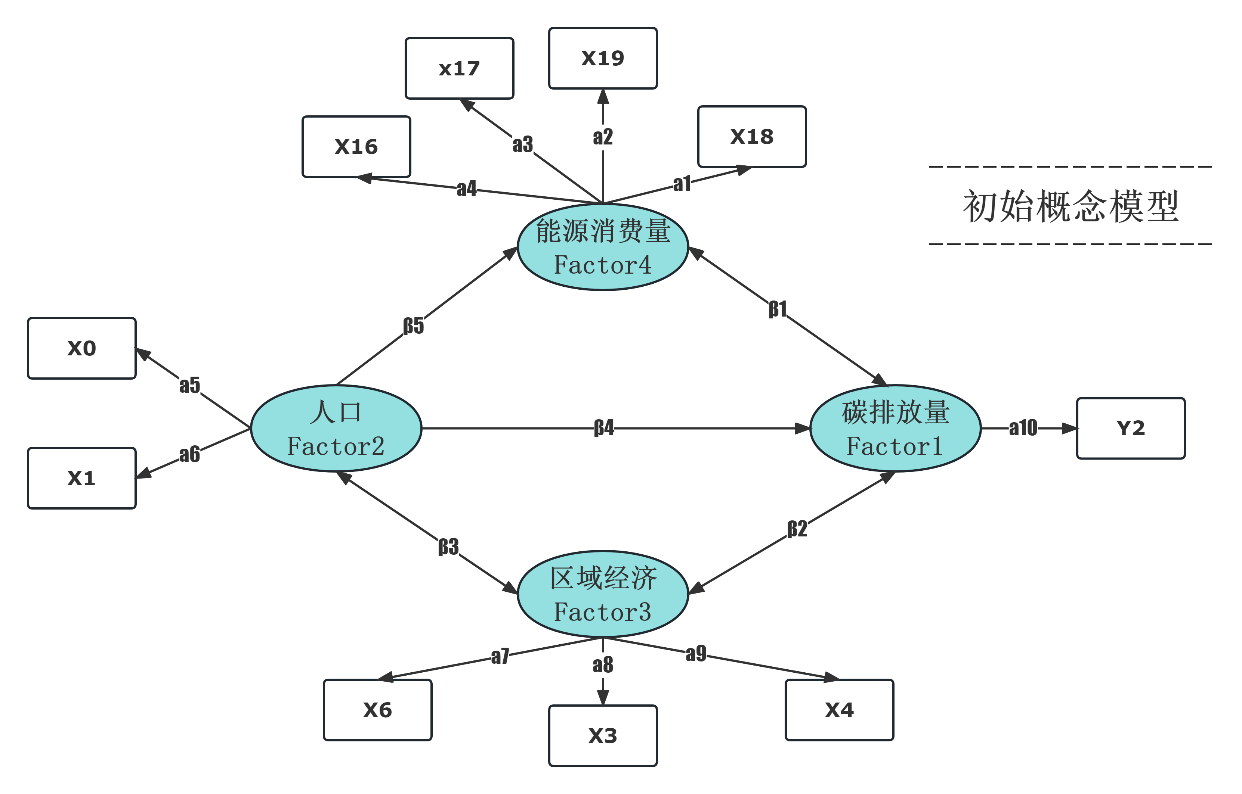 x17
X19
X16
X18
a3
a2
a4
a1
初始概念模型
能源消费量
Factor4
β5
β1
X0
a5
人口
Factor2
β4
碳排放量
Factor1
a10
Y2
X1
a6
β3
β2
区域经济
Factor3
a7
a8
a9
X6
X3
X4